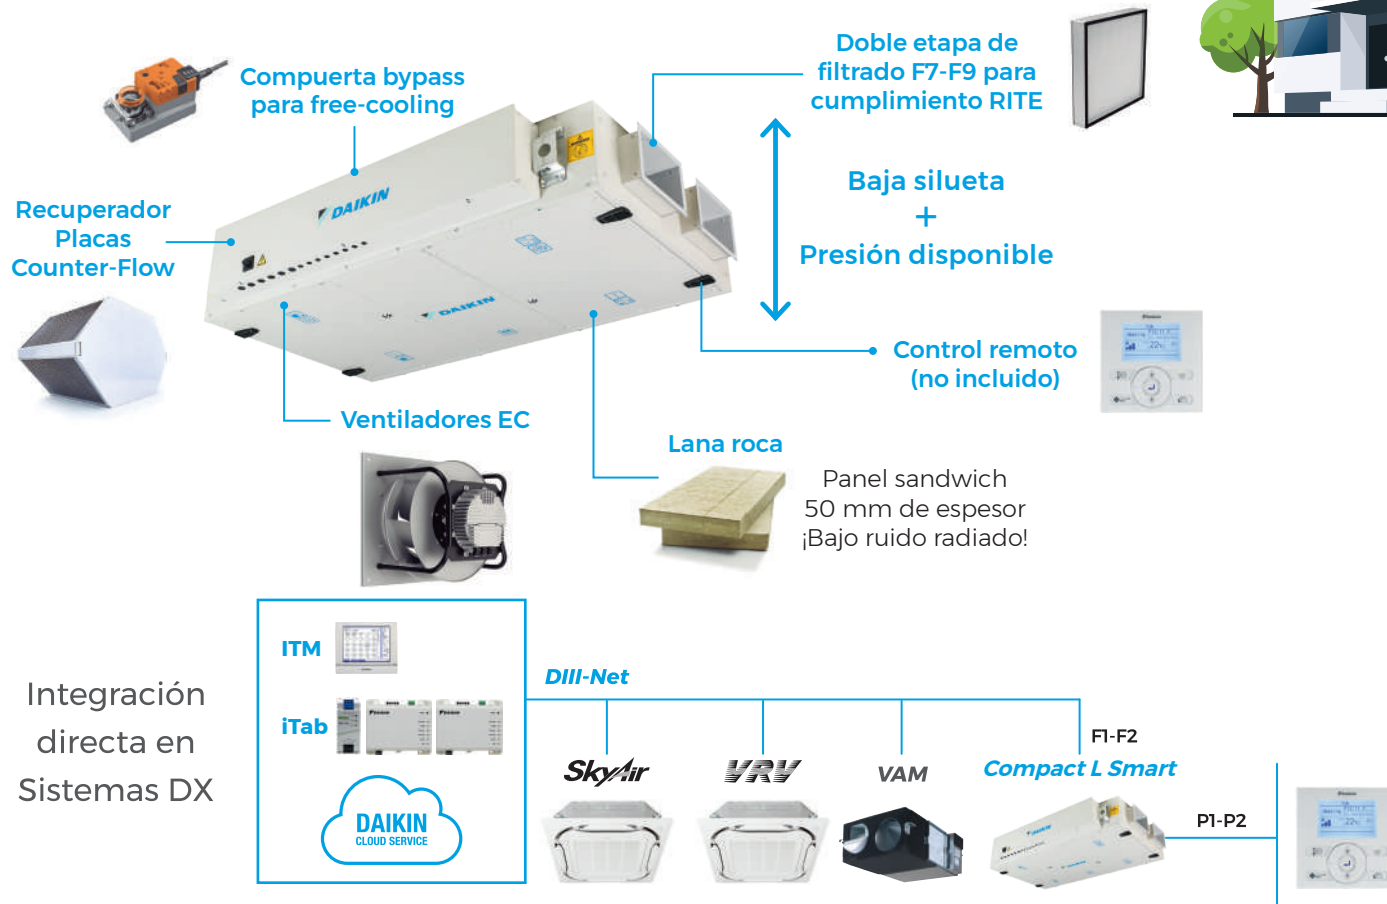 Compuerta bypass
para free-cooling
Doble etapa de
filtrado F7-F9 para
cumplimiento RITE
Baja silueta
+
Presión disponible
Recuperador
Placas
Counter-Flow
DAIKIN
DAIKIN
Control remoto
(no incluido)
Ventiladores EC
Lana roca
Panel sandwich
50 mm de espesor
¡Bajo ruido radiado!
Integración
directa en
Sistemas DX
ITM
iTab
DAIKIN
CLOUD SERVICE
DIII-Net
SkyAir
VRV
VAM
F1-F2
Compact L Smart
DAIKIN
P1-P2